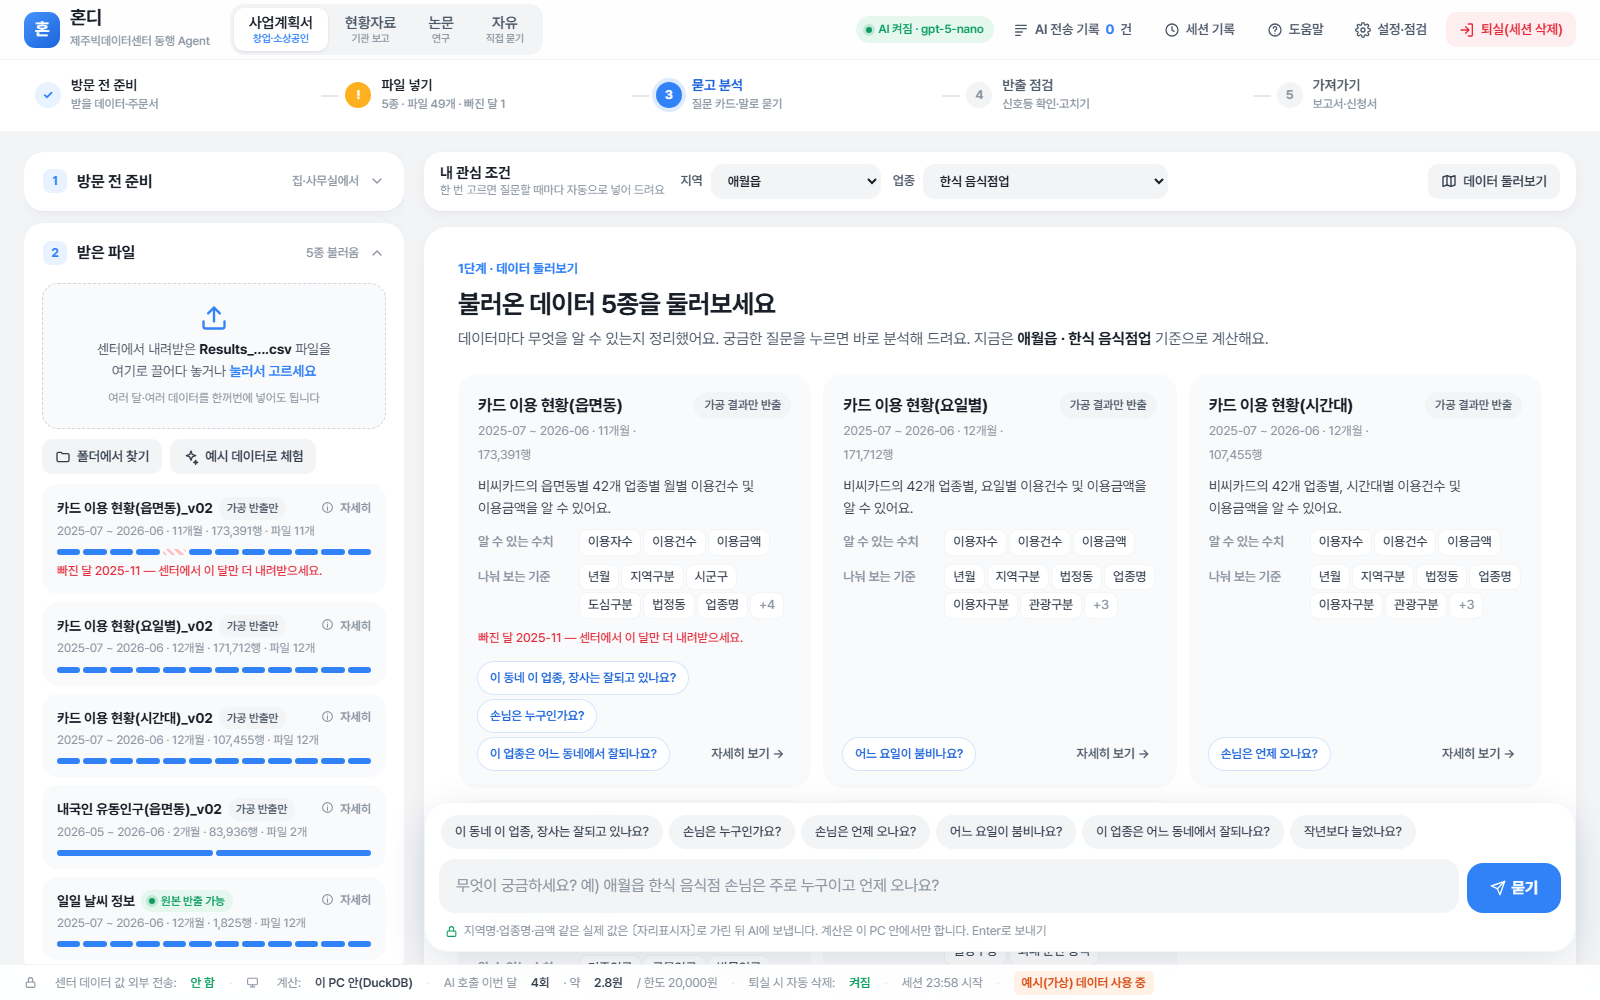 혼
혼디
제주빅데이터센터 동행 Agent
사업계획서
창업·소상공인
현황자료
기관 보고
논문
연구
자유
직접 묻기
AI 켜짐 · gpt-5-nano
AI 전송 기록 0 건
세션 기록
도움말
설정·점검
퇴실(세션 삭제)
방문 전 준비
받을 데이터·주문서
!
파일 넣기
5종 · 파일 49개 · 빠진 달 1
3
묻고 분석
질문 카드·말로 묻기
4
반출 점검
신호등 확인·고치기
5
가져가기
보고서·신청서
1
방문 전 준비
집·사무실에서
2
받은 파일
5종 불러옴
센터에서 내려받은 Results_....csv 파일을
여기로 끌어다 놓거나 눌러서 고르세요
여러 달·여러 데이터를 한꺼번에 넣어도 됩니다
폴더에서 찾기
예시 데이터로 체험
카드 이용 현황(읍면동)_v02
가공 반출만
자세히
2025-07 ~ 2026-06 · 11개월 · 173,391행 · 파일 11개
빠진 달 2025-11 — 센터에서 이 달만 더 내려받으세요.
카드 이용 현황(요일별)_v02
가공 반출만
자세히
2025-07 ~ 2026-06 · 12개월 · 171,712행 · 파일 12개
카드 이용 현황(시간대)_v02
가공 반출만
자세히
2025-07 ~ 2026-06 · 12개월 · 107,455행 · 파일 12개
내국인 유동인구(읍면동)_v02
가공 반출만
자세히
2026-05 ~ 2026-06 · 2개월 · 83,936행 · 파일 2개
일일 날씨 정보
원본 반출 가능
자세히
2025-07 ~ 2026-06 · 12개월 · 1,825행 · 파일 12개
내 관심 조건
한 번 고르면 질문할 때마다 자동으로 넣어 드려요
지역
애월읍
업종
한식 음식점업
데이터 둘러보기
1단계 · 데이터 둘러보기
불러온 데이터 5종을 둘러보세요
데이터마다 무엇을 알 수 있는지 정리했어요. 궁금한 질문을 누르면 바로 분석해 드려요. 지금은 애월읍 · 한식 음식점업 기준으로 계산해요.
카드 이용 현황(읍면동)
가공 결과만 반출
2025-07 ~ 2026-06 · 11개월 ·
173,391행
비씨카드의 읍면동별 42개 업종별 월별 이용건수 및
이용금액을 알 수 있어요.
알 수 있는 수치
이용자수
이용건수
이용금액
나눠 보는 기준
년월
지역구분
시군구
도심구분
법정동
업종명
+4
빠진 달 2025-11 — 센터에서 이 달만 더 내려받으세요.
이 동네 이 업종, 장사는 잘되고 있나요?
손님은 누구인가요?
이 업종은 어느 동네에서 잘되나요?
자세히 보기 →
카드 이용 현황(요일별)
가공 결과만 반출
2025-07 ~ 2026-06 · 12개월 ·
171,712행
비씨카드의 42개 업종별, 요일별 이용건수 및 이용금액을
알 수 있어요.
알 수 있는 수치
이용자수
이용건수
이용금액
나눠 보는 기준
년월
지역구분
법정동
업종명
이용자구분
관광구분
+3
어느 요일이 붐비나요?
자세히 보기 →
카드 이용 현황(시간대)
가공 결과만 반출
2025-07 ~ 2026-06 · 12개월 ·
107,455행
비씨카드의 42개 업종별, 시간대별 이용건수 및
이용금액을 알 수 있어요.
알 수 있는 수치
이용자수
이용건수
이용금액
나눠 보는 기준
년월
지역구분
법정동
업종명
이용자구분
관광구분
+3
손님은 언제 오나요?
자세히 보기 →
이 동네 이 업종, 장사는 잘되고 있나요?
손님은 누구인가요?
손님은 언제 오나요?
어느 요일이 붐비나요?
이 업종은 어느 동네에서 잘되나요?
작년보다 늘었나요?
무엇이 궁금하세요? 예) 애월읍 한식 음식점 손님은 주로 누구이고 언제 오나요?
묻기
지역명·업종명·금액 같은 실제 값은 [자리표시자]로 가린 뒤 AI에 보냅니다. 계산은 이 PC 안에서만 합니다. Enter로 보내기
센터 데이터 값 외부 전송: 안 함 · 계산: 이 PC 안(DuckDB) · AI 호출 이번 달 4회 · 약 2.8원 / 한도 20,000원 · 퇴실 시 자동 삭제: 켜짐 · 세션 23:58 시작 · 예시(가상) 데이터 사용 중